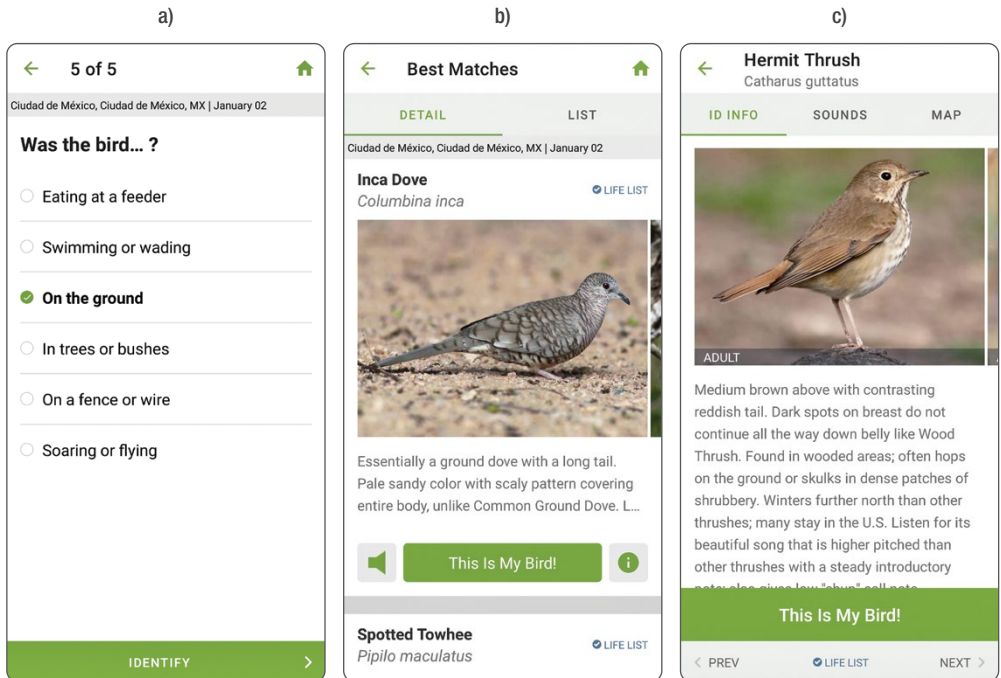 a)
5 of 5
Ciudad de México, Ciudad de México, MX | January 02
Was the bird... ?
Eating at a feeder
Swimming or wading
On the ground
In trees or bushes
On a fence or wire
Soaring or flying
IDENTIFY
b)
Best Matches
DETAIL LIST
Ciudad de México, Ciudad de México, MX | January 02
Inca Dove
LIFE LIST
Columbina inca
Essentially a ground dove with a long tail.
Pale sandy color with scaly pattern covering
entire body, unlike Common Ground Dove. L...
This Is My Bird!
Spotted Towhee
LIFE LIST
Pipilo maculatus
c)
Hermit Thrush
Catharus guttatus
ID INFO SOUNDS MAP
ADULT
Medium brown above with contrasting
reddish tail. Dark spots on breast do not
continue all the way down belly like Wood
Thrush. Found in wooded areas; often hops
on the ground or skulks in dense patches of
shrubbery. Winters further north than other
thrushes; many stay in the U.S. Listen for its
beautiful song that is higher pitched than
other thrushes with a steady introductory
note; also gives low "chup" call note
This Is My Bird!
PREV LIFE LIST NEXT